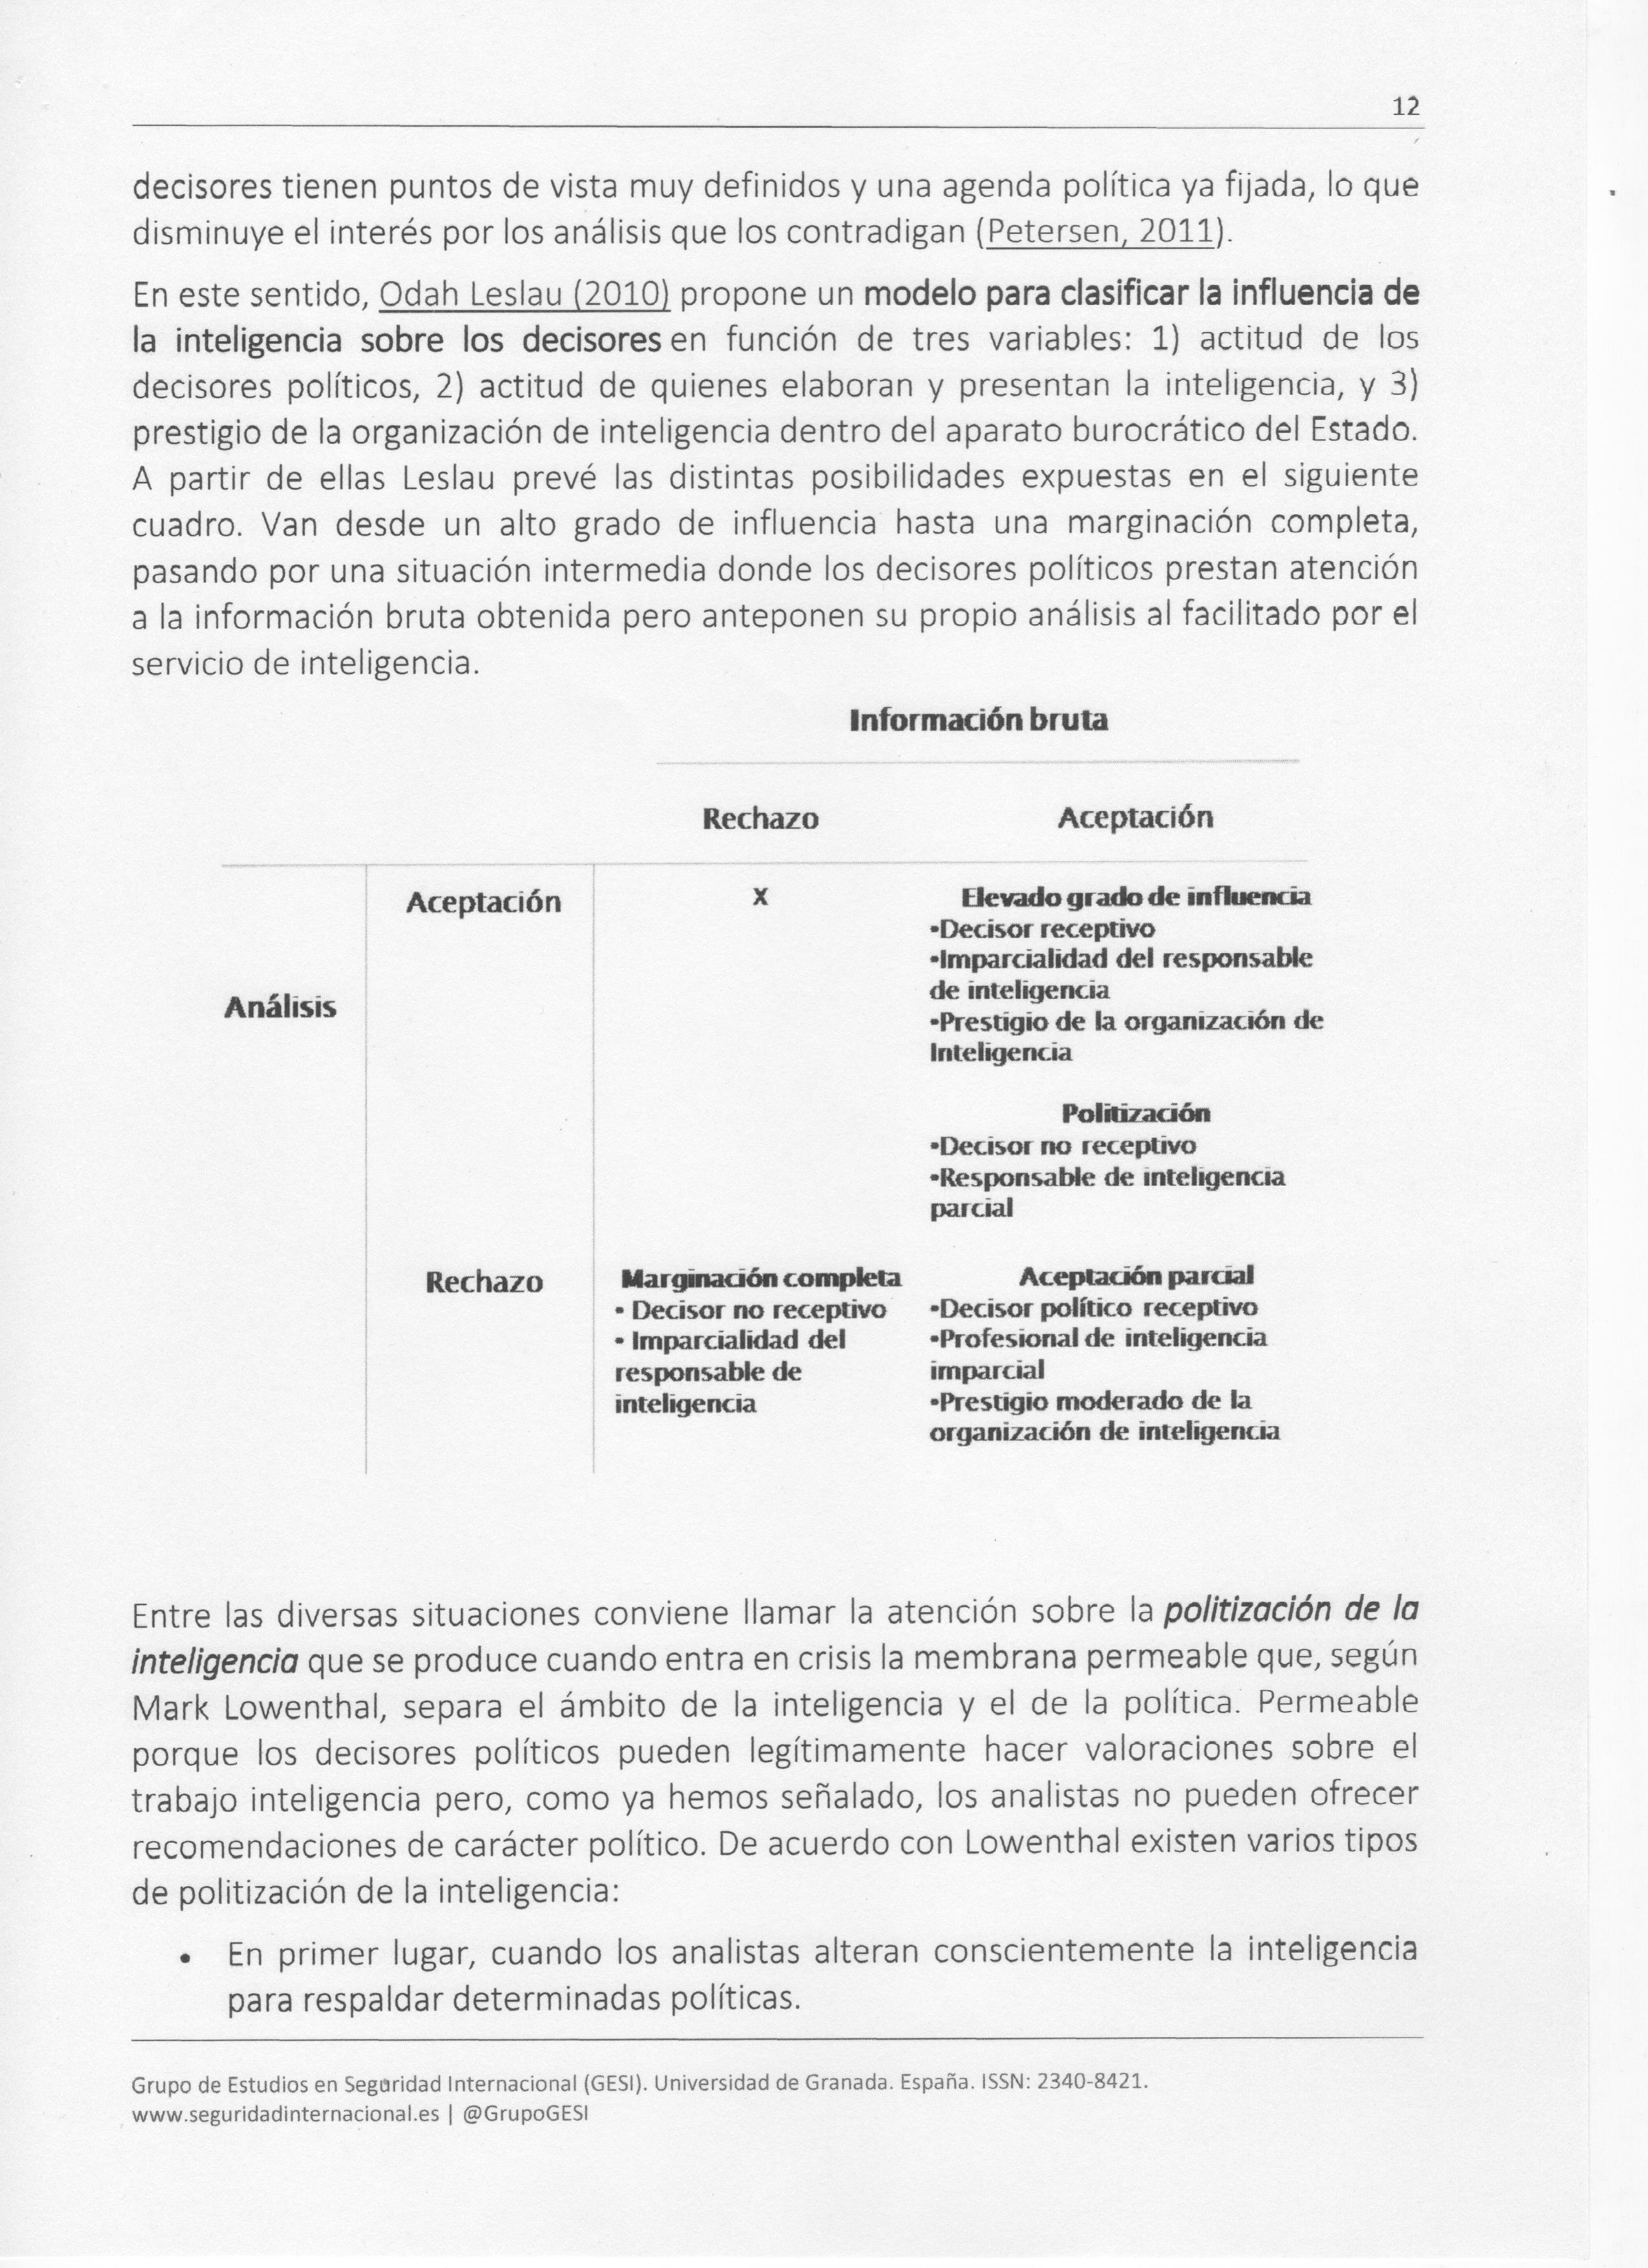 12
decisores tienen puntos de vista muy definidos y una agenda política ya fijada, lo que
disminuye el interés por los análisis que los contradigan (Petersen, 2011).
En este sentido, Odah Leslau (2010) propone un modelo para clasificar la influencia de
la inteligencia sobre los decisores en función de tres variables: 1) actitud de los
decisores políticos, 2) actitud de quienes elaboran y presentan la inteligencia, y 3)
prestigio de la organización de inteligencia dentro del aparato burocrático del Estado.
A partir de ellas Leslau prevé las distintas posibilidades expuestas en el siguiente
cuadro. Van desde un alto grado de influencia hasta una marginación completa,
pasando por una situación intermedia donde los decisores políticos prestan atención
a la información bruta obtenida pero anteponen su propio análisis al facilitado por el
servicio de inteligencia.
Información bruta
Rechazo Aceptación
Análisis
Aceptación
X
Elevado grado de influencia
•Decisor receptivo
•Imparcialidad del responsable
de inteligencia
•Prestigio de la organización de
Inteligencia
Politización
•Decisor no receptivo
•Responsable de inteligencia
parcial
Rechazo
Marginación completa
• Decisor no receptivo
• Imparcialidad del
responsable de
inteligencia
Aceptación parcial
•Decisor político receptivo
•Profesional de inteligencia
imparcial
•Prestigio moderado de la
organización de inteligencia
Entre las diversas situaciones conviene llamar la atención sobre la politización de la
inteligencia que se produce cuando entra en crisis la membrana permeable que, según
Mark Lowenthal, separa el ámbito de la inteligencia y el de la política. Permeable
porque los decisores políticos pueden legítimamente hacer valoraciones sobre el
trabajo inteligencia pero, como ya hemos señalado, los analistas no pueden ofrecer
recomendaciones de carácter político. De acuerdo con Lowenthal existen varios tipos
de politización de la inteligencia:
• En primer lugar, cuando los analistas alteran conscientemente la inteligencia
para respaldar determinadas políticas.
Grupo de Estudios en Seguridad Internacional (GESI). Universidad de Granada. España. ISSN: 2340-8421.
www.seguridadinternacional.es | @GrupoGESI